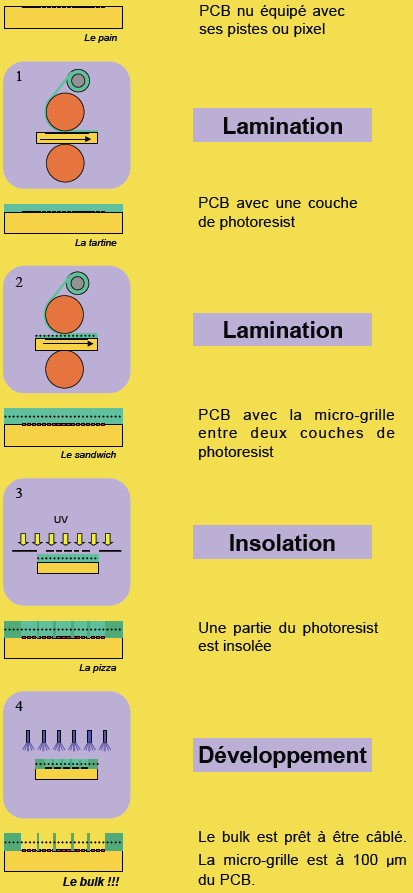 PCB nu équipé avec
ses pistes ou pixel
Le pain
1
Lamination
PCB avec une couche
de photoresist
La tartine
2
Lamination
PCB avec la micro-grille
entre deux couches de
photoresist
Le sandwich
3
UV
Insolation
Une partie du photoresist
est insolée
La pizza
4
Développement
Le bulk est prêt à être câblé.
La micro-grille est à 100 µm
du PCB.
Le bulk !!!